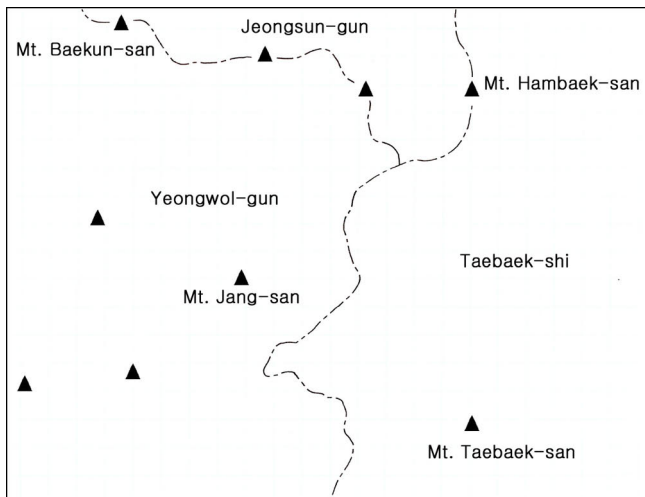 Jeongsun-gun
Mt. Baekun-san
Mt. Hambaek-san
Yeongwol-gun
Taebaek-shi
Mt. Jang-san
Mt. Taebaek-san